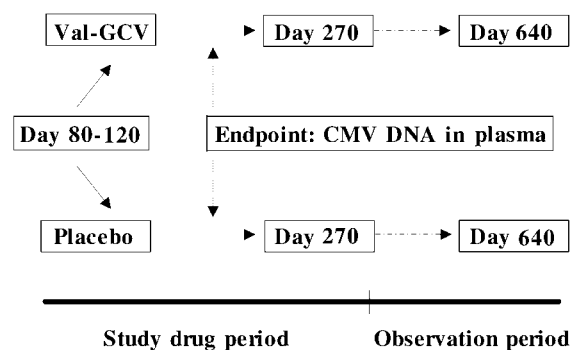 Val-GCV Day 270 Day 640
Day 80-120 Endpoint: CMV DNA in plasma
Placebo Day 270 Day 640
Study drug period Observation period